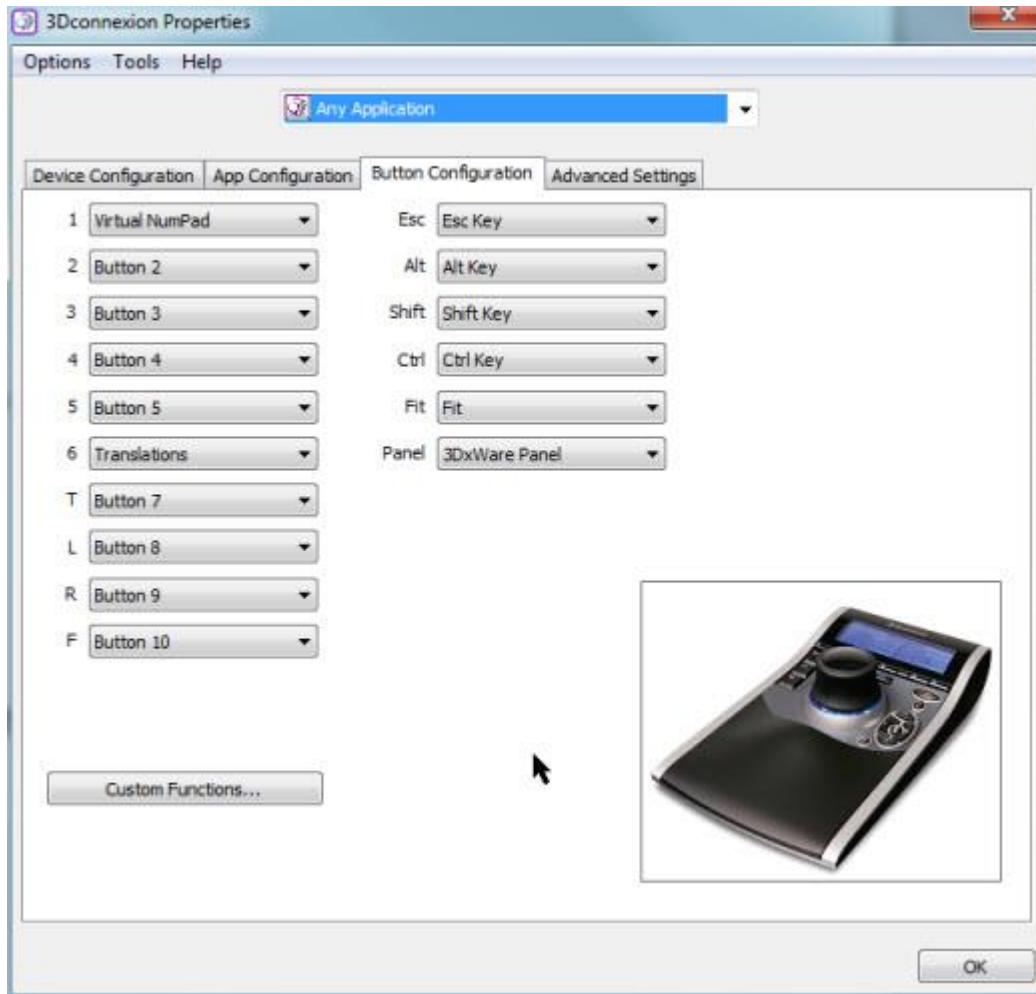 3Dconnexion Properties
Options Tools Help
Any Application
Device Configuration App Configuration Button Configuration Advanced Settings
1 Virtual NumPad Esc Esc Key
2 Button 2 Alt Alt Key
3 Button 3 Shift Shift Key
4 Button 4 Ctrl Ctrl Key
5 Button 5 Fit Fit
6 Translations Panel 3DxWare Panel
T Button 7
L Button 8
R Button 9
F Button 10
Custom Functions...
OK